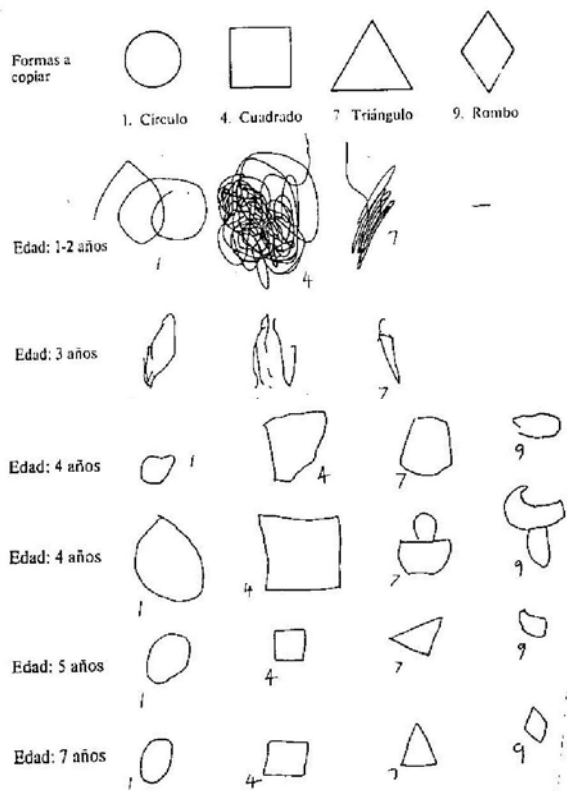 Formas a
copiar
1. Círculo
4. Cuadrado
7 Triángulo
9. Rombo
Edad: 1-2 años
1
4
7
Edad: 3 años
7
Edad: 4 años
1
4
7
9
Edad: 4 años
1
4
7
9
Edad: 5 años
1
4
7
9
Edad: 7 años
1
4
7
9